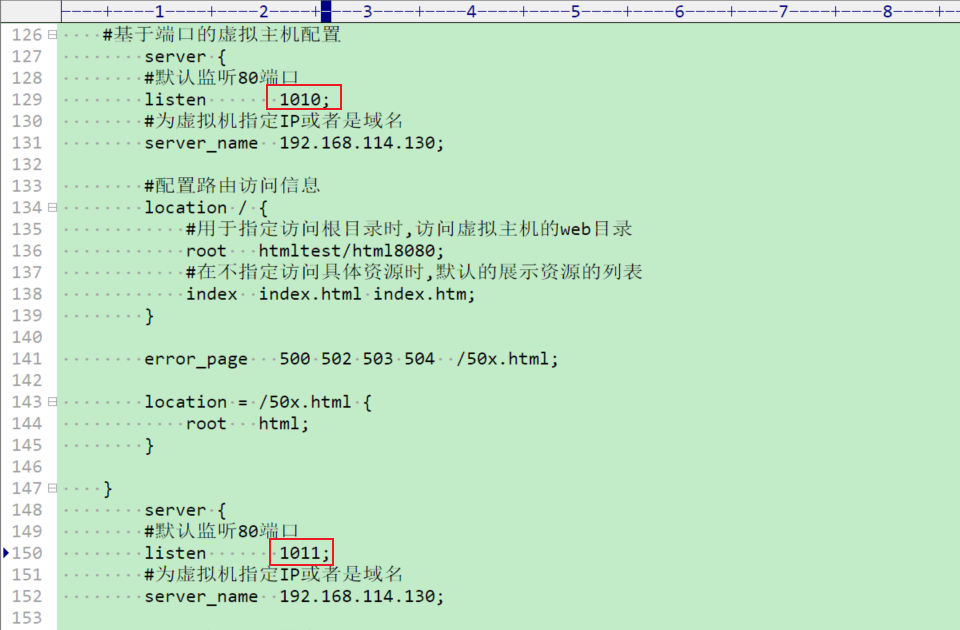 1 2 3 4 5 6 7 8
126 #基于端口的虚拟主机配置
127 server {
128 #默认监听80端口
129 listen 1010;
130 #为虚拟机指定IP或者是域名
131 server_name 192.168.114.130;
132
133 #配置路由访问信息
134 location / {
135 #用于指定访问根目录时,访问虚拟主机的web目录
136 root htmltest/html8080;
137 #在不指定访问具体资源时,默认的展示资源的列表
138 index index.html index.htm;
139 }
140
141 error_page 500 502 503 504 /50x.html;
142
143 location = /50x.html {
144 root html;
145 }
146
147 }
148 server {
149 #默认监听80端口
150 listen 1011;
151 #为虚拟机指定IP或者是域名
152 server_name 192.168.114.130;
153